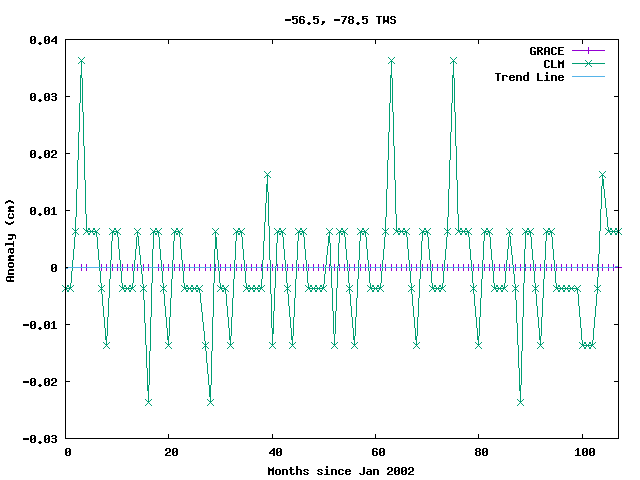 -56.5, -78.5 TWS
0.04
GRACE
CLM
Trend Line
0.03
0.02
0.01
0
-0.01
-0.02
-0.03
Anomaly (cm)
0 20 40 60 80 100
Months since Jan 2002